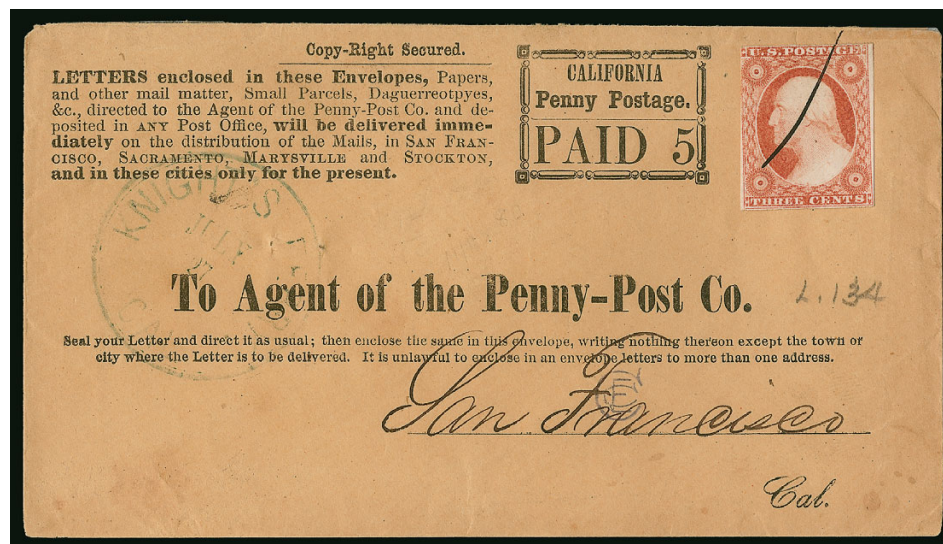 Copy-Right Secured.
LETTERS enclosed in these Envelopes, Papers,
and other mail matter, Small Parcels, Daguerreotpyes,
&c., directed to the Agent of the Penny-Post Co. and de-
posited in ANY Post Office, will be delivered imme-
diately on the distribution of the Mails, in SAN FRAN-
CISCO, SACRAMENTO, MARYSVILLE and STOCKTON,
and in these cities only for the present.
CALIFORNIA
Penny Postage.
PAID 5
U.S. POSTAGE
THREE CENTS
KNIGHTS
To Agent of the Penny-Post Co.
L.134
Seal your Letter and direct it as usual; then enclose the same in this envelope, writing nothing thereon except the town or
city where the Letter is to be delivered. It is unlawful to enclose in an envelope letters to more than one address.
San Francisco
Cal.